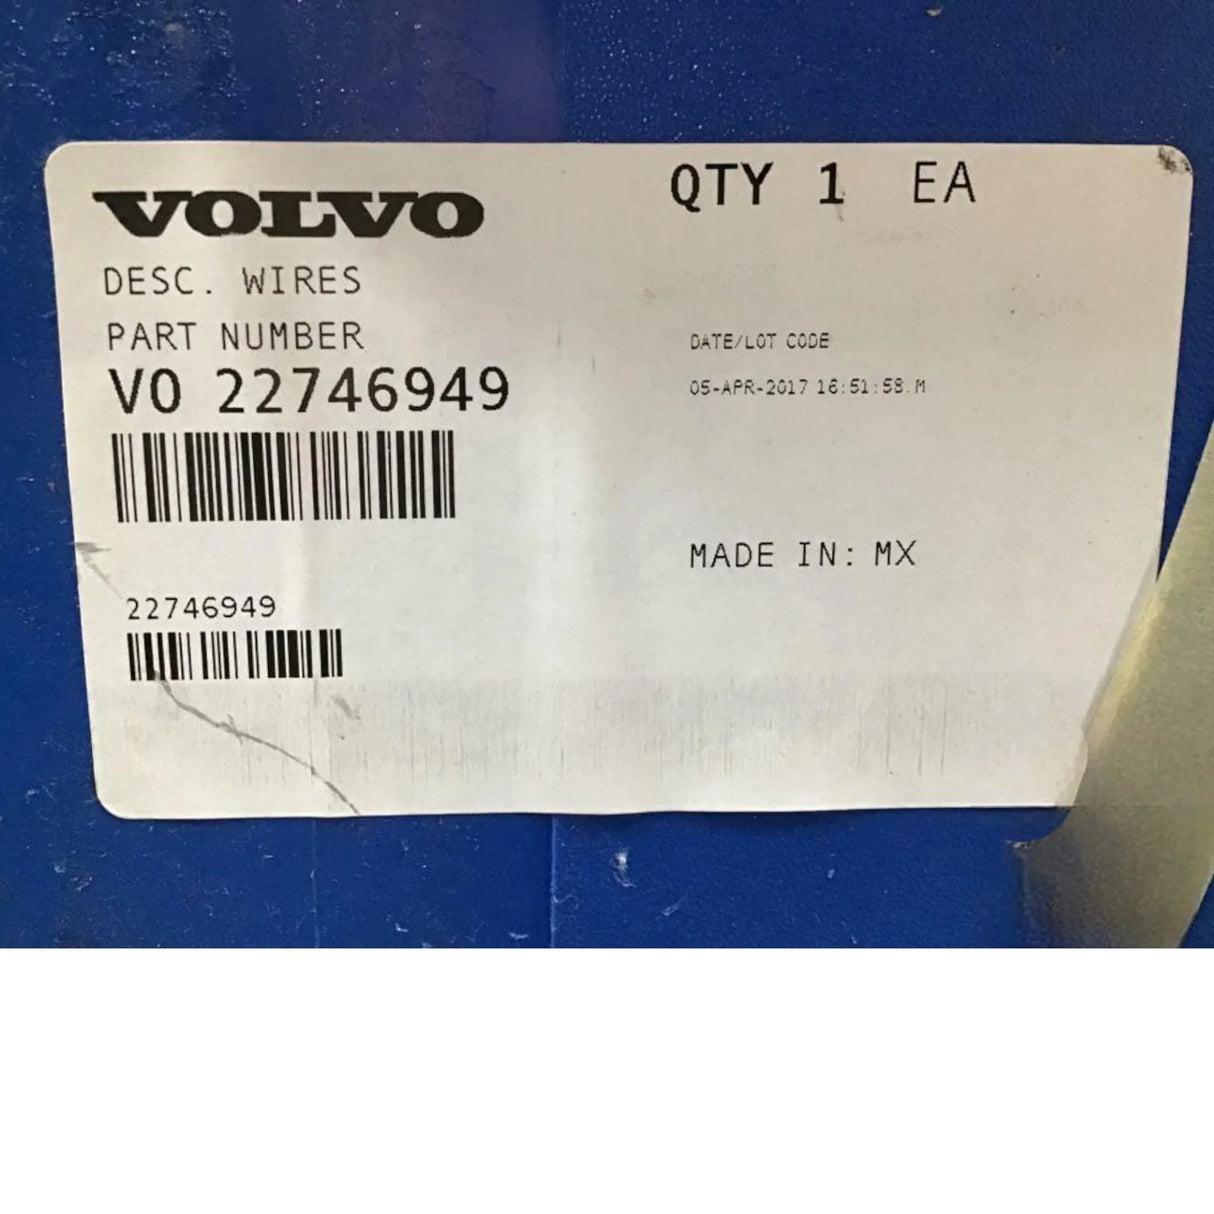 VOLVO
QTY 1 EA
DESC. WIRES
PART NUMBER
VO 22746949
DATE/LOT CODE
05-APR-2017 16:51:58.M
MADE IN: MX
22746949